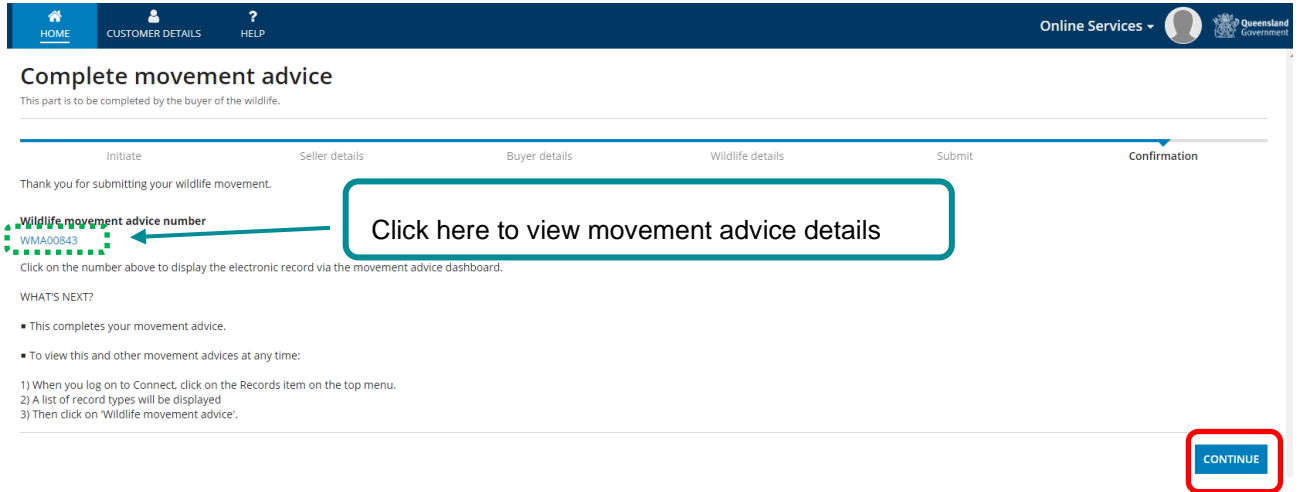 HOME CUSTOMER DETAILS ? HELP Online Services Queensland Government
Complete movement advice
This part is to be completed by the buyer of the wildlife.
Initiate Seller details Buyer details Wildlife details Submit Confirmation
Thank you for submitting your wildlife movement.
Wildlife movement advice number
WMA00843
Click here to view movement advice details
Click on the number above to display the electronic record via the movement advice dashboard.
WHAT'S NEXT?
▪ This completes your movement advice.
▪ To view this and other movement advices at any time:
1) When you log on to Connect, click on the Records item on the top menu.
2) A list of record types will be displayed
3) Then click on 'Wildlife movement advice'.
CONTINUE